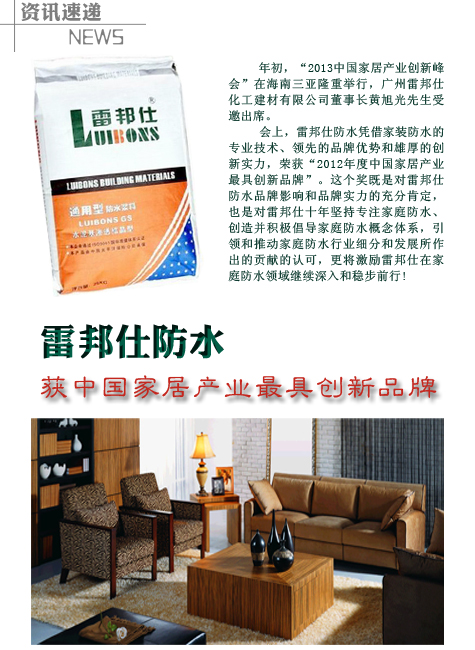 资讯速递
NEWS
年初，“2013中国家居产业创新峰
会”在海南三亚隆重举行，广州雷邦仕
化工建材有限公司董事长黄旭光先生受
邀出席。
会上，雷邦仕防水凭借家装防水的
专业技术、领先的品牌优势和雄厚的创
新实力，荣获“2012年度中国家居产业
最具创新品牌”。这个奖既是对雷邦仕
防水品牌影响和品牌实力的充分肯定，
也是对雷邦仕十年坚持专注家庭防水、
创造并积极倡导家庭防水概念体系，引
领和推动家庭防水行业细分和发展所作
出的贡献的认可，更将激励雷邦仕在家
庭防水领域继续深入和稳步前行!
雷邦仕®
LUIBONS
LUIBONS BUILDING MATERIALS
通用型防水浆料
LUIBONS GS
雷邦仕防水
获中国家居产业最具创新品牌